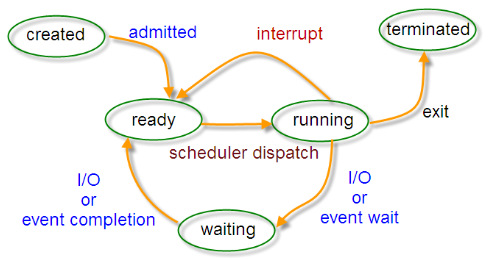 created
admitted
interrupt
terminated
ready
running
exit
scheduler dispatch
I/O
or
event completion
I/O
or
event wait
waiting